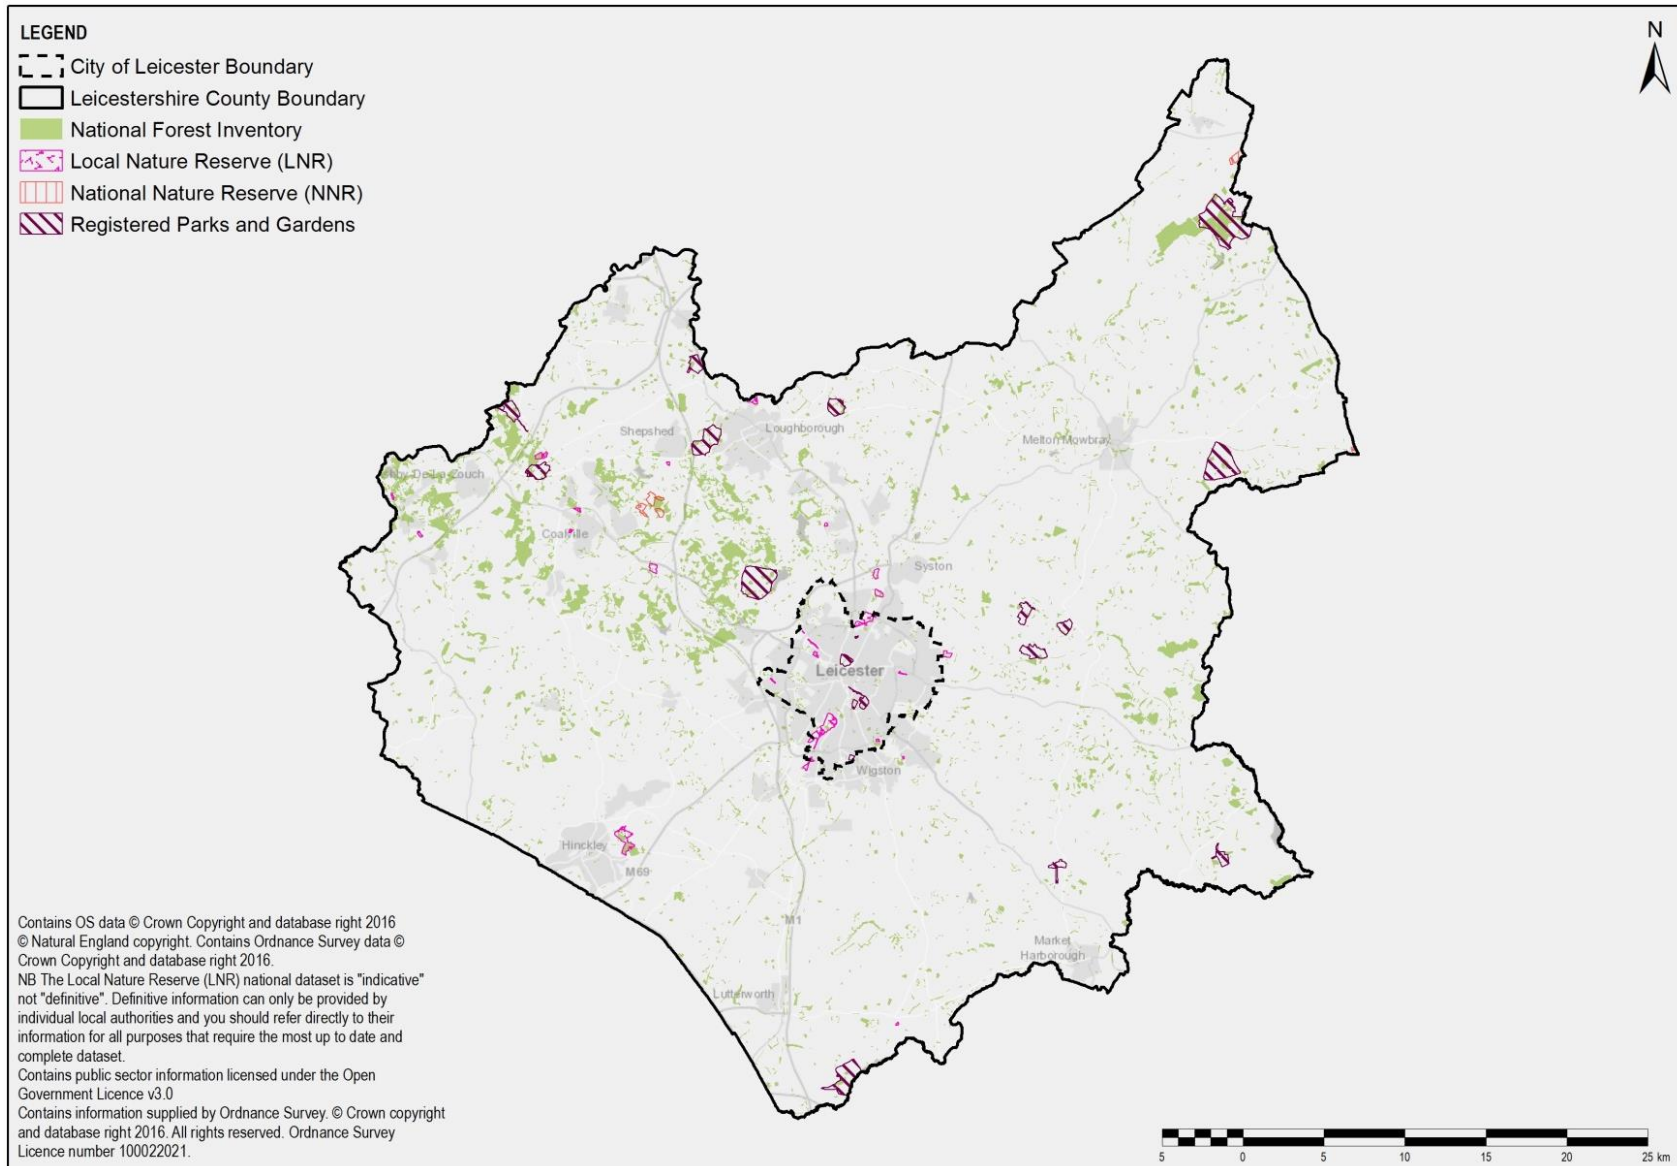 LEGEND
City of Leicester Boundary
Leicestershire County Boundary
National Forest Inventory
Local Nature Reserve (LNR)
National Nature Reserve (NNR)
Registered Parks and Gardens
N
Shepshed
Loughborough
Melton Mowbray
De-La-Zouch
Coalville
Syston
Leicester
Wigston
Hinckley
M69
M1
Market
Harborough
Lutterworth
Contains OS data © Crown Copyright and database right 2016
© Natural England copyright. Contains Ordnance Survey data ©
Crown Copyright and database right 2016.
NB The Local Nature Reserve (LNR) national dataset is "indicative"
not "definitive". Definitive information can only be provided by
individual local authorities and you should refer directly to their
information for all purposes that require the most up to date and
complete dataset.
Contains public sector information licensed under the Open
Government Licence v3.0
Contains information supplied by Ordnance Survey. © Crown copyright
and database right 2016. All rights reserved. Ordnance Survey
Licence number 100022021.
5 0 5 10 15 20 25 km